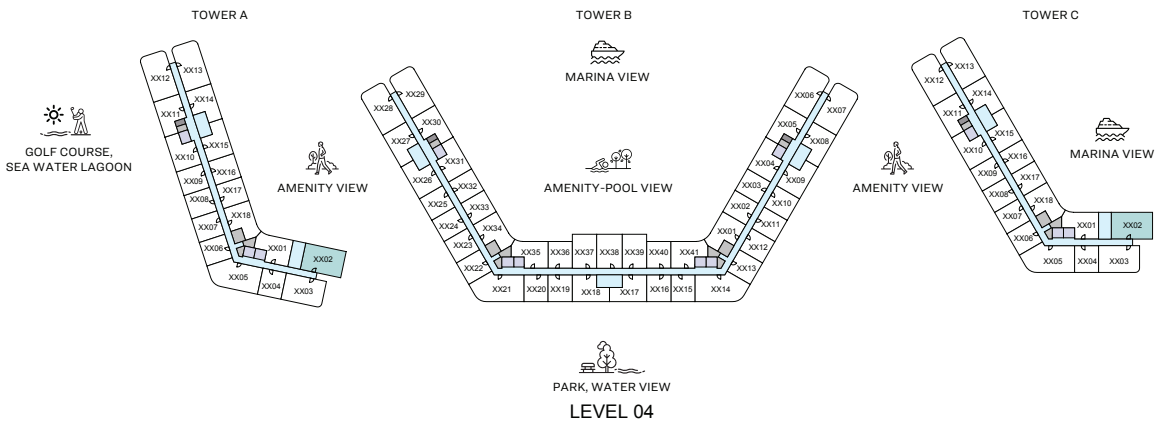 TOWER A
TOWER B
TOWER C
MARINA VIEW
GOLF COURSE,
SEA WATER LAGOON
AMENITY VIEW
AMENITY-POOL VIEW
AMENITY VIEW
MARINA VIEW
XX12
XX13
XX11
XX14
XX10
XX15
XX09
XX16
XX08
XX17
XX07
XX18
XX06
XX01
XX02
XX05
XX04
XX03
XX28
XX29
XX27
XX30
XX26
XX31
XX25
XX32
XX24
XX33
XX23
XX34
XX22
XX35
XX36
XX37
XX38
XX39
XX40
XX41
XX21
XX20
XX19
XX18
XX17
XX16
XX15
XX14
XX06
XX07
XX05
XX08
XX04
XX09
XX03
XX10
XX02
XX11
XX01
XX12
XX13
XX12
XX13
XX11
XX14
XX10
XX15
XX09
XX16
XX08
XX17
XX07
XX18
XX06
XX01
XX02
XX05
XX04
XX03
PARK, WATER VIEW
LEVEL 04